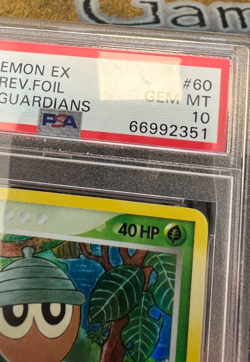 Gam
EMON EX #60
REV.FOIL GEM MT
GUARDIANS 10
PSA 66992351
40 HP